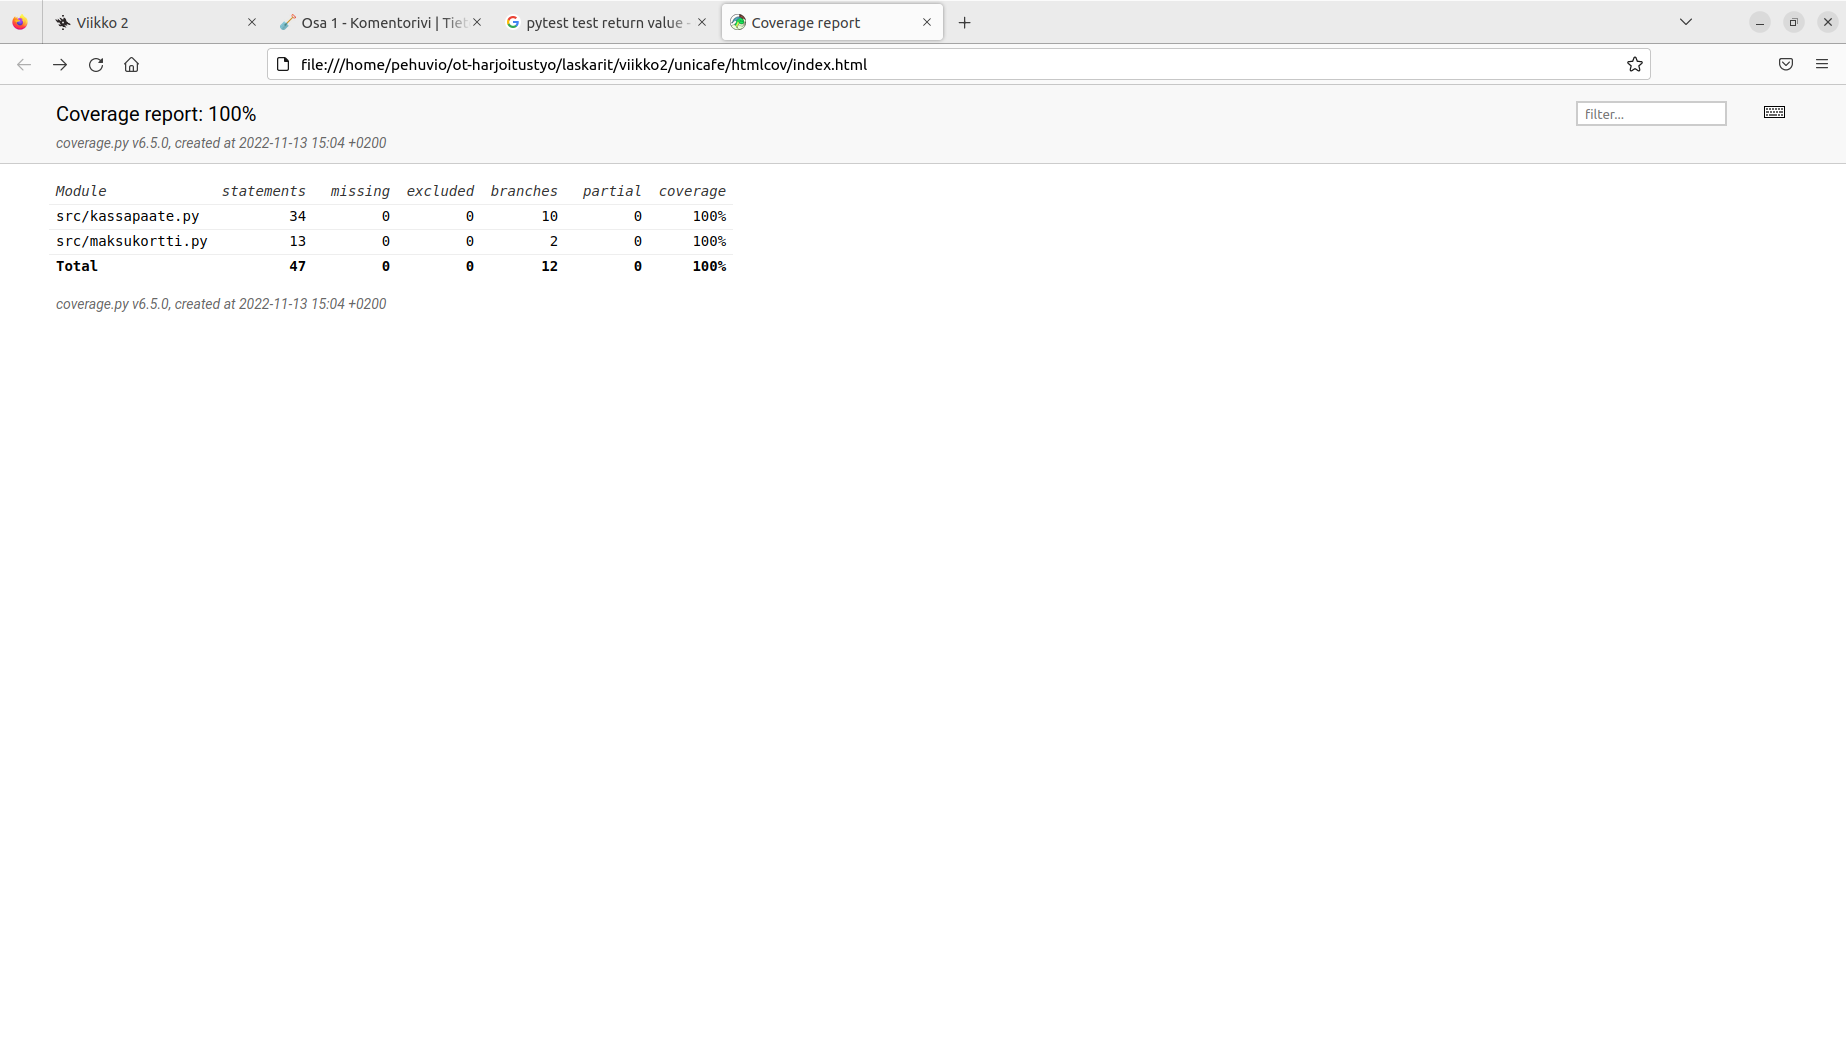 Viikko 2
Osa 1 - Komentorivi | Tiet
pytest test return value -
Coverage report
file:///home/pehuvio/ot-harjoitustyo/laskarit/viikko2/unicafe/htmlcov/index.html
Coverage report: 100%
filter...
coverage.py v6.5.0, created at 2022-11-13 15:04 +0200
Module statements missing excluded branches partial coverage
src/kassapaate.py 34 0 0 10 0 100%
src/maksukortti.py 13 0 0 2 0 100%
Total 47 0 0 12 0 100%
coverage.py v6.5.0, created at 2022-11-13 15:04 +0200